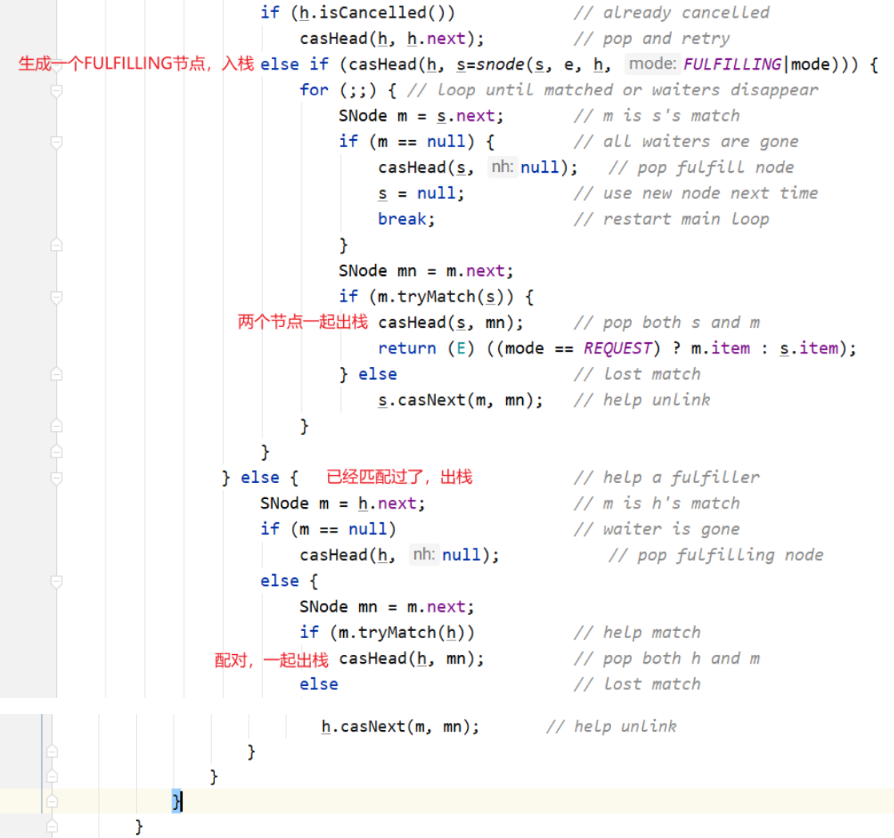 if (h.isCancelled()) // already cancelled
casHead(h, h.next); // pop and retry
生成一个FULFILLING节点，入栈 else if (casHead(h, s=snode(s, e, h, mode: FULFILLING|mode))) {
for (;;) { // loop until matched or waiters disappear
SNode m = s.next; // m is s's match
if (m == null) { // all waiters are gone
casHead(s, nh: null); // pop fulfill node
s = null; // use new node next time
break; // restart main loop
}
SNode mn = m.next;
if (m.tryMatch(s)) {
两个节点一起出栈 casHead(s, mn); // pop both s and m
return (E) ((mode == REQUEST) ? m.item : s.item);
} else // lost match
s.casNext(m, mn); // help unlink
}
}
} else { 已经匹配过了，出栈 // help a fulfiller
SNode m = h.next; // m is h's match
if (m == null) // waiter is gone
casHead(h, nh: null); // pop fulfilling node
else {
SNode mn = m.next;
if (m.tryMatch(h)) // help match
配对，一起出栈 casHead(h, mn); // pop both h and m
else // lost match
h.casNext(m, mn); // help unlink
}
}
}
}